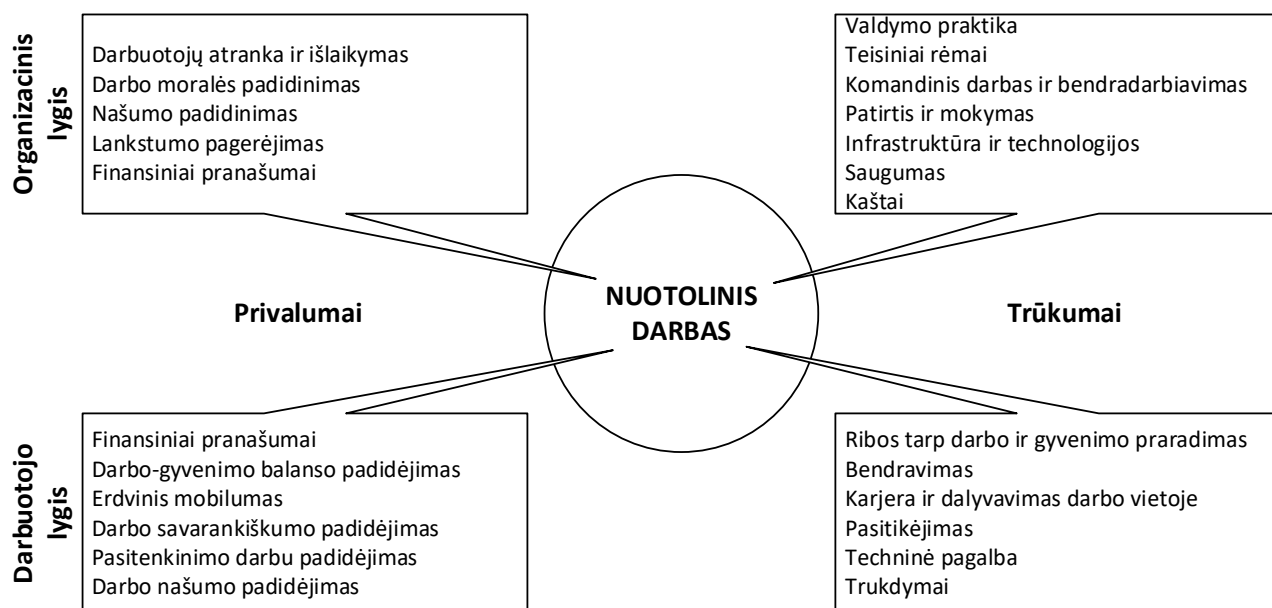 Organizacinis
lygis
Darbuotojų atranka ir išlaikymas
Darbo moralės padidinimas
Našumo padidinimas
Lankstumo pagerėjimas
Finansiniai pranašumai
Valdymo praktika
Teisiniai rėmai
Komandinis darbas ir bendradarbiavimas
Patirtis ir mokymas
Infrastruktūra ir technologijos
Saugumas
Kaštai
Privalumai
NUOTOLINIS
DARBAS
Trūkumai
Darbuotojo
lygis
Finansiniai pranašumai
Darbo-gyvenimo balanso padidėjimas
Erdvinis mobilumas
Darbo savarankiškumo padidėjimas
Pasitenkinimo darbu padidėjimas
Darbo našumo padidėjimas
Ribos tarp darbo ir gyvenimo praradimas
Bendravimas
Karjera ir dalyvavimas darbo vietoje
Pasitikėjimas
Techninė pagalba
Trukdymai